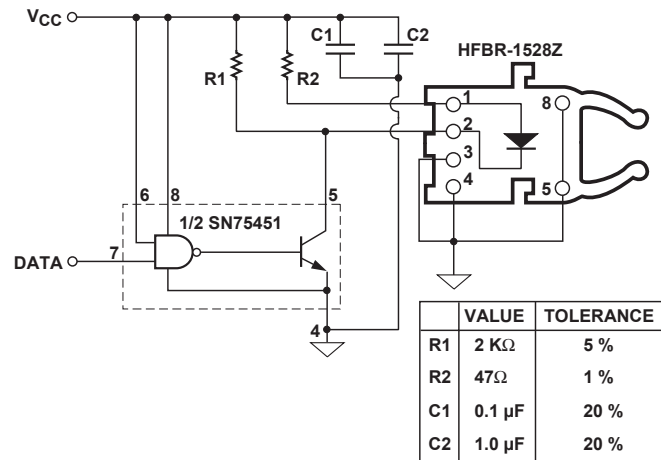 VCC
C1
C2
HFBR-1528Z
R1
R2
1
8
2
3
4
5
6
8
5
1/2 SN75451
7
DATA
4
VALUE TOLERANCE
R1 2 KΩ 5 %
R2 47Ω 1 %
C1 0.1 µF 20 %
C2 1.0 µF 20 %